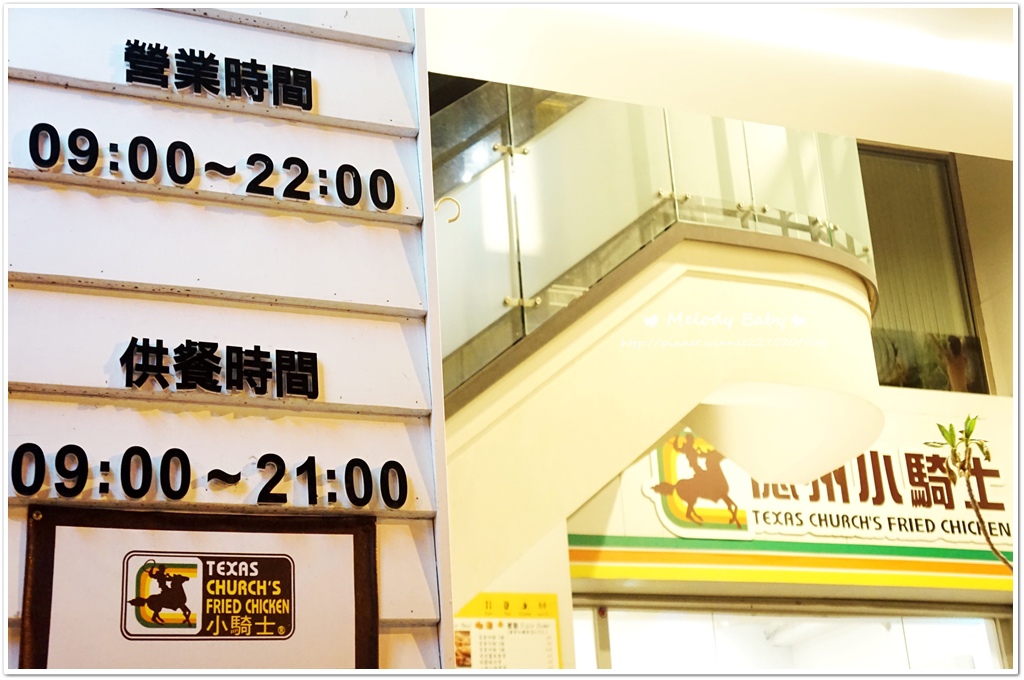 營業時間
09:00~22:00
供餐時間
09:00~21:00
TEXAS
CHURCH'S
FRIED CHICKEN
小騎士®
Melody Baby
德州小騎士
TEXAS CHURCH'S FRIED CHICKEN